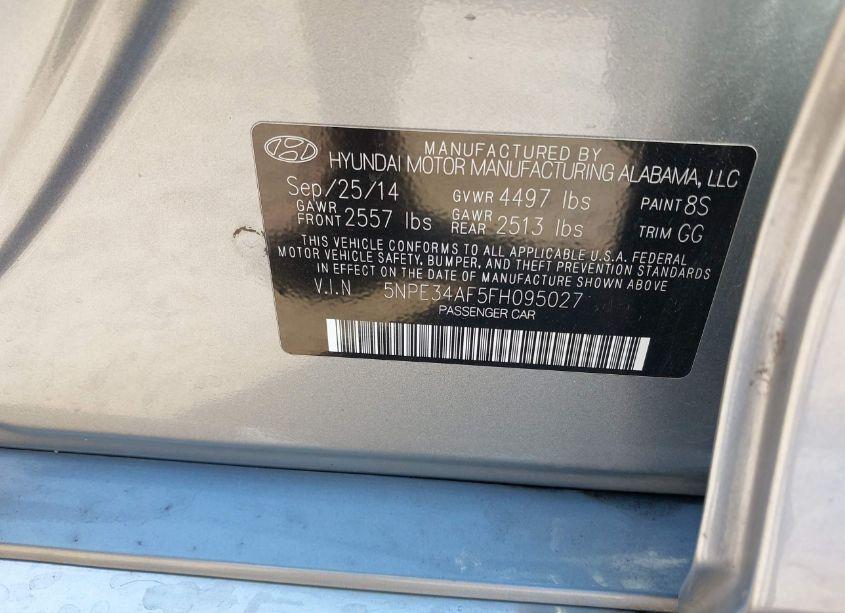 MANUFACTURED BY
HYUNDAI MOTOR MANUFACTURING ALABAMA, LLC
Sep/25/14 GVWR 4497 lbs PAINT 8S
GAWR FRONT 2557 lbs GAWR REAR 2513 lbs TRIM GG
THIS VEHICLE CONFORMS TO ALL APPLICABLE U.S.A. FEDERAL
MOTOR VEHICLE SAFETY, BUMPER, AND THEFT PREVENTION STANDARDS
IN EFFECT ON THE DATE OF MANUFACTURE SHOWN ABOVE
V.I.N 5NPE34AF5FH095027
PASSENGER CAR